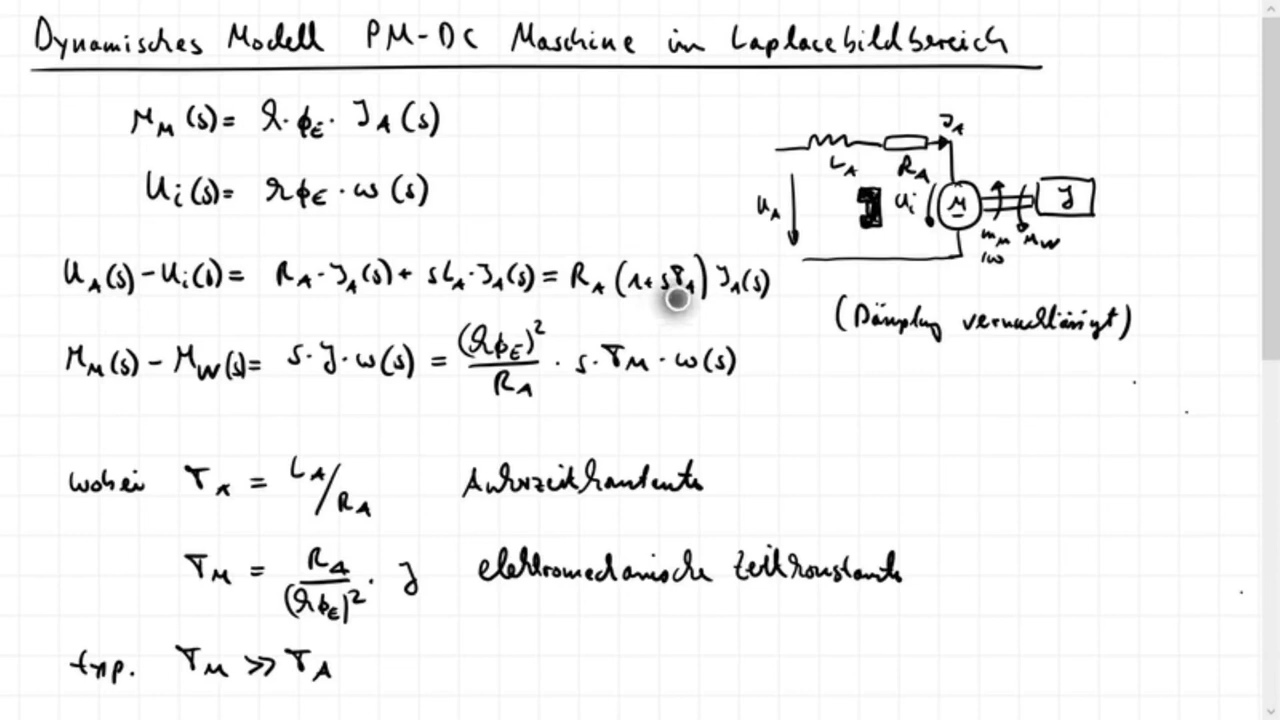 Dynamisches Modell PM-DC Maschine im Laplacebildbereich
M_M(s) = k·ϕ_E · I_A(s)
U_i(s) = kϕ_E · ω(s)
U_A(s) - U_i(s) = R_A · I_A(s) + sL_A · I_A(s) = R_A (1 + sT_A) I_A(s)
M_M(s) - M_W(s) = s · J · ω(s) = (kϕ_E)² / R_A · s · T_M · ω(s)
wobei T_A = L_A / R_A Ankerzeitkonstante
T_M = R_A / (kϕ_E)² · J elektromechanische Zeitkonstante
typ. T_M >> T_A
I_A
L_A R_A
U_A U_i M J
m_M M_W
ω
(Dämpfung vernachlässigt)